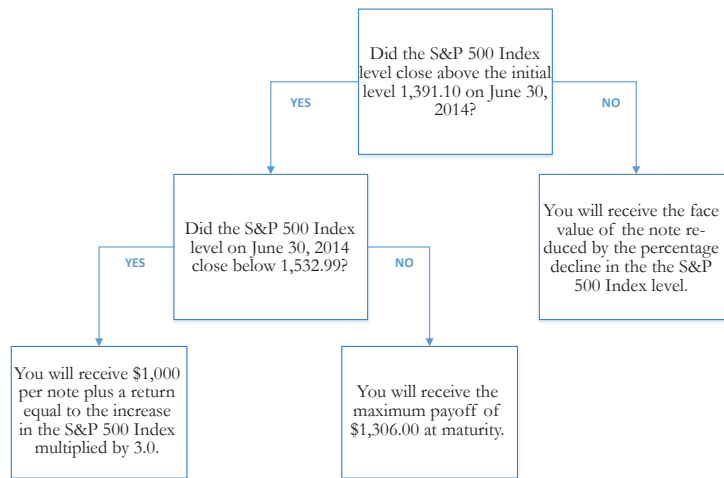 Did the S&P 500 Index
level close above the initial
level 1,391.10 on June 30,
2014?
YES
NO
Did the S&P 500 Index
level on June 30, 2014
close below 1,532.99?
You will receive the face
value of the note re-
duced by the percentage
decline in the the S&P
500 Index level.
YES
NO
You will receive $1,000
per note plus a return
equal to the increase
in the S&P 500 Index
multiplied by 3.0.
You will receive the
maximum payoff of
$1,306.00 at maturity.